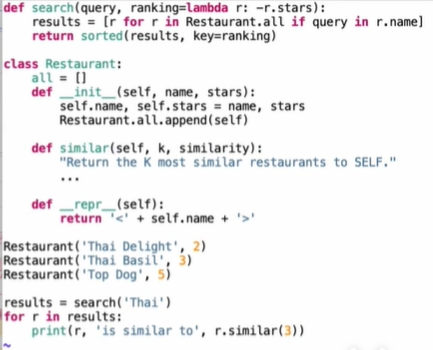 def search(query, ranking=lambda r: -r.stars):
    results = [r for r in Restaurant.all if query in r.name]
    return sorted(results, key=ranking)

class Restaurant:
    all = []
    def __init__(self, name, stars):
        self.name, self.stars = name, stars
        Restaurant.all.append(self)

    def similar(self, k, similarity):
        "Return the K most similar restaurants to SELF."
        ...

    def __repr__(self):
        return '<' + self.name + '>'

Restaurant('Thai Delight', 2)
Restaurant('Thai Basil', 3)
Restaurant('Top Dog', 5)

results = search('Thai')
for r in results:
    print(r, 'is similar to', r.similar(3))
~